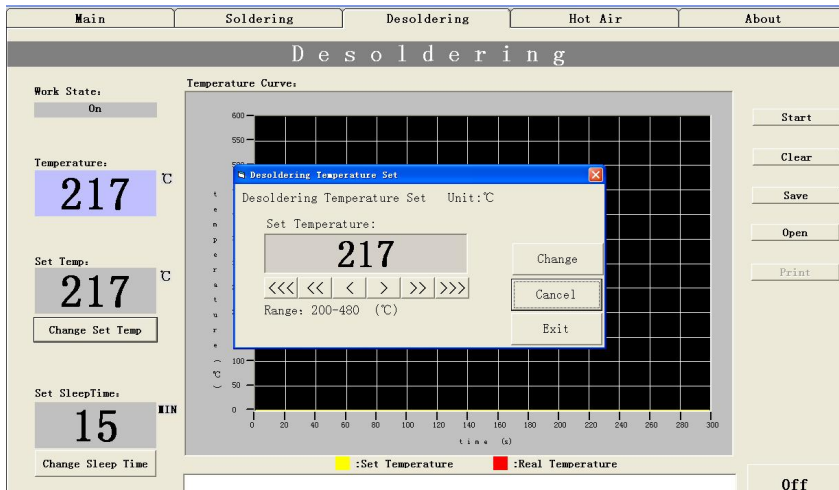 Main
Soldering
Desoldering
Hot Air
About
Desoldering
Work State:
On
Temperature:
217 ℃
Set Temp:
217 ℃
Change Set Temp
Set SleepTime:
15 MIN
Change Sleep Time
Temperature Curve:
600
550
Desoldering Temperature Set
Desoldering Temperature Set Unit:℃
Set Temperature:
217
<<< << < > >> >>>
Range: 200-480 (℃)
Change
Cancel
Exit
100
50
0
0 20 40 60 80 100 120 140 160 180 200 220 240 260 280 300
temperature (℃)
time (s)
:Set Temperature
:Real Temperature
Start
Clear
Save
Open
Print
Off